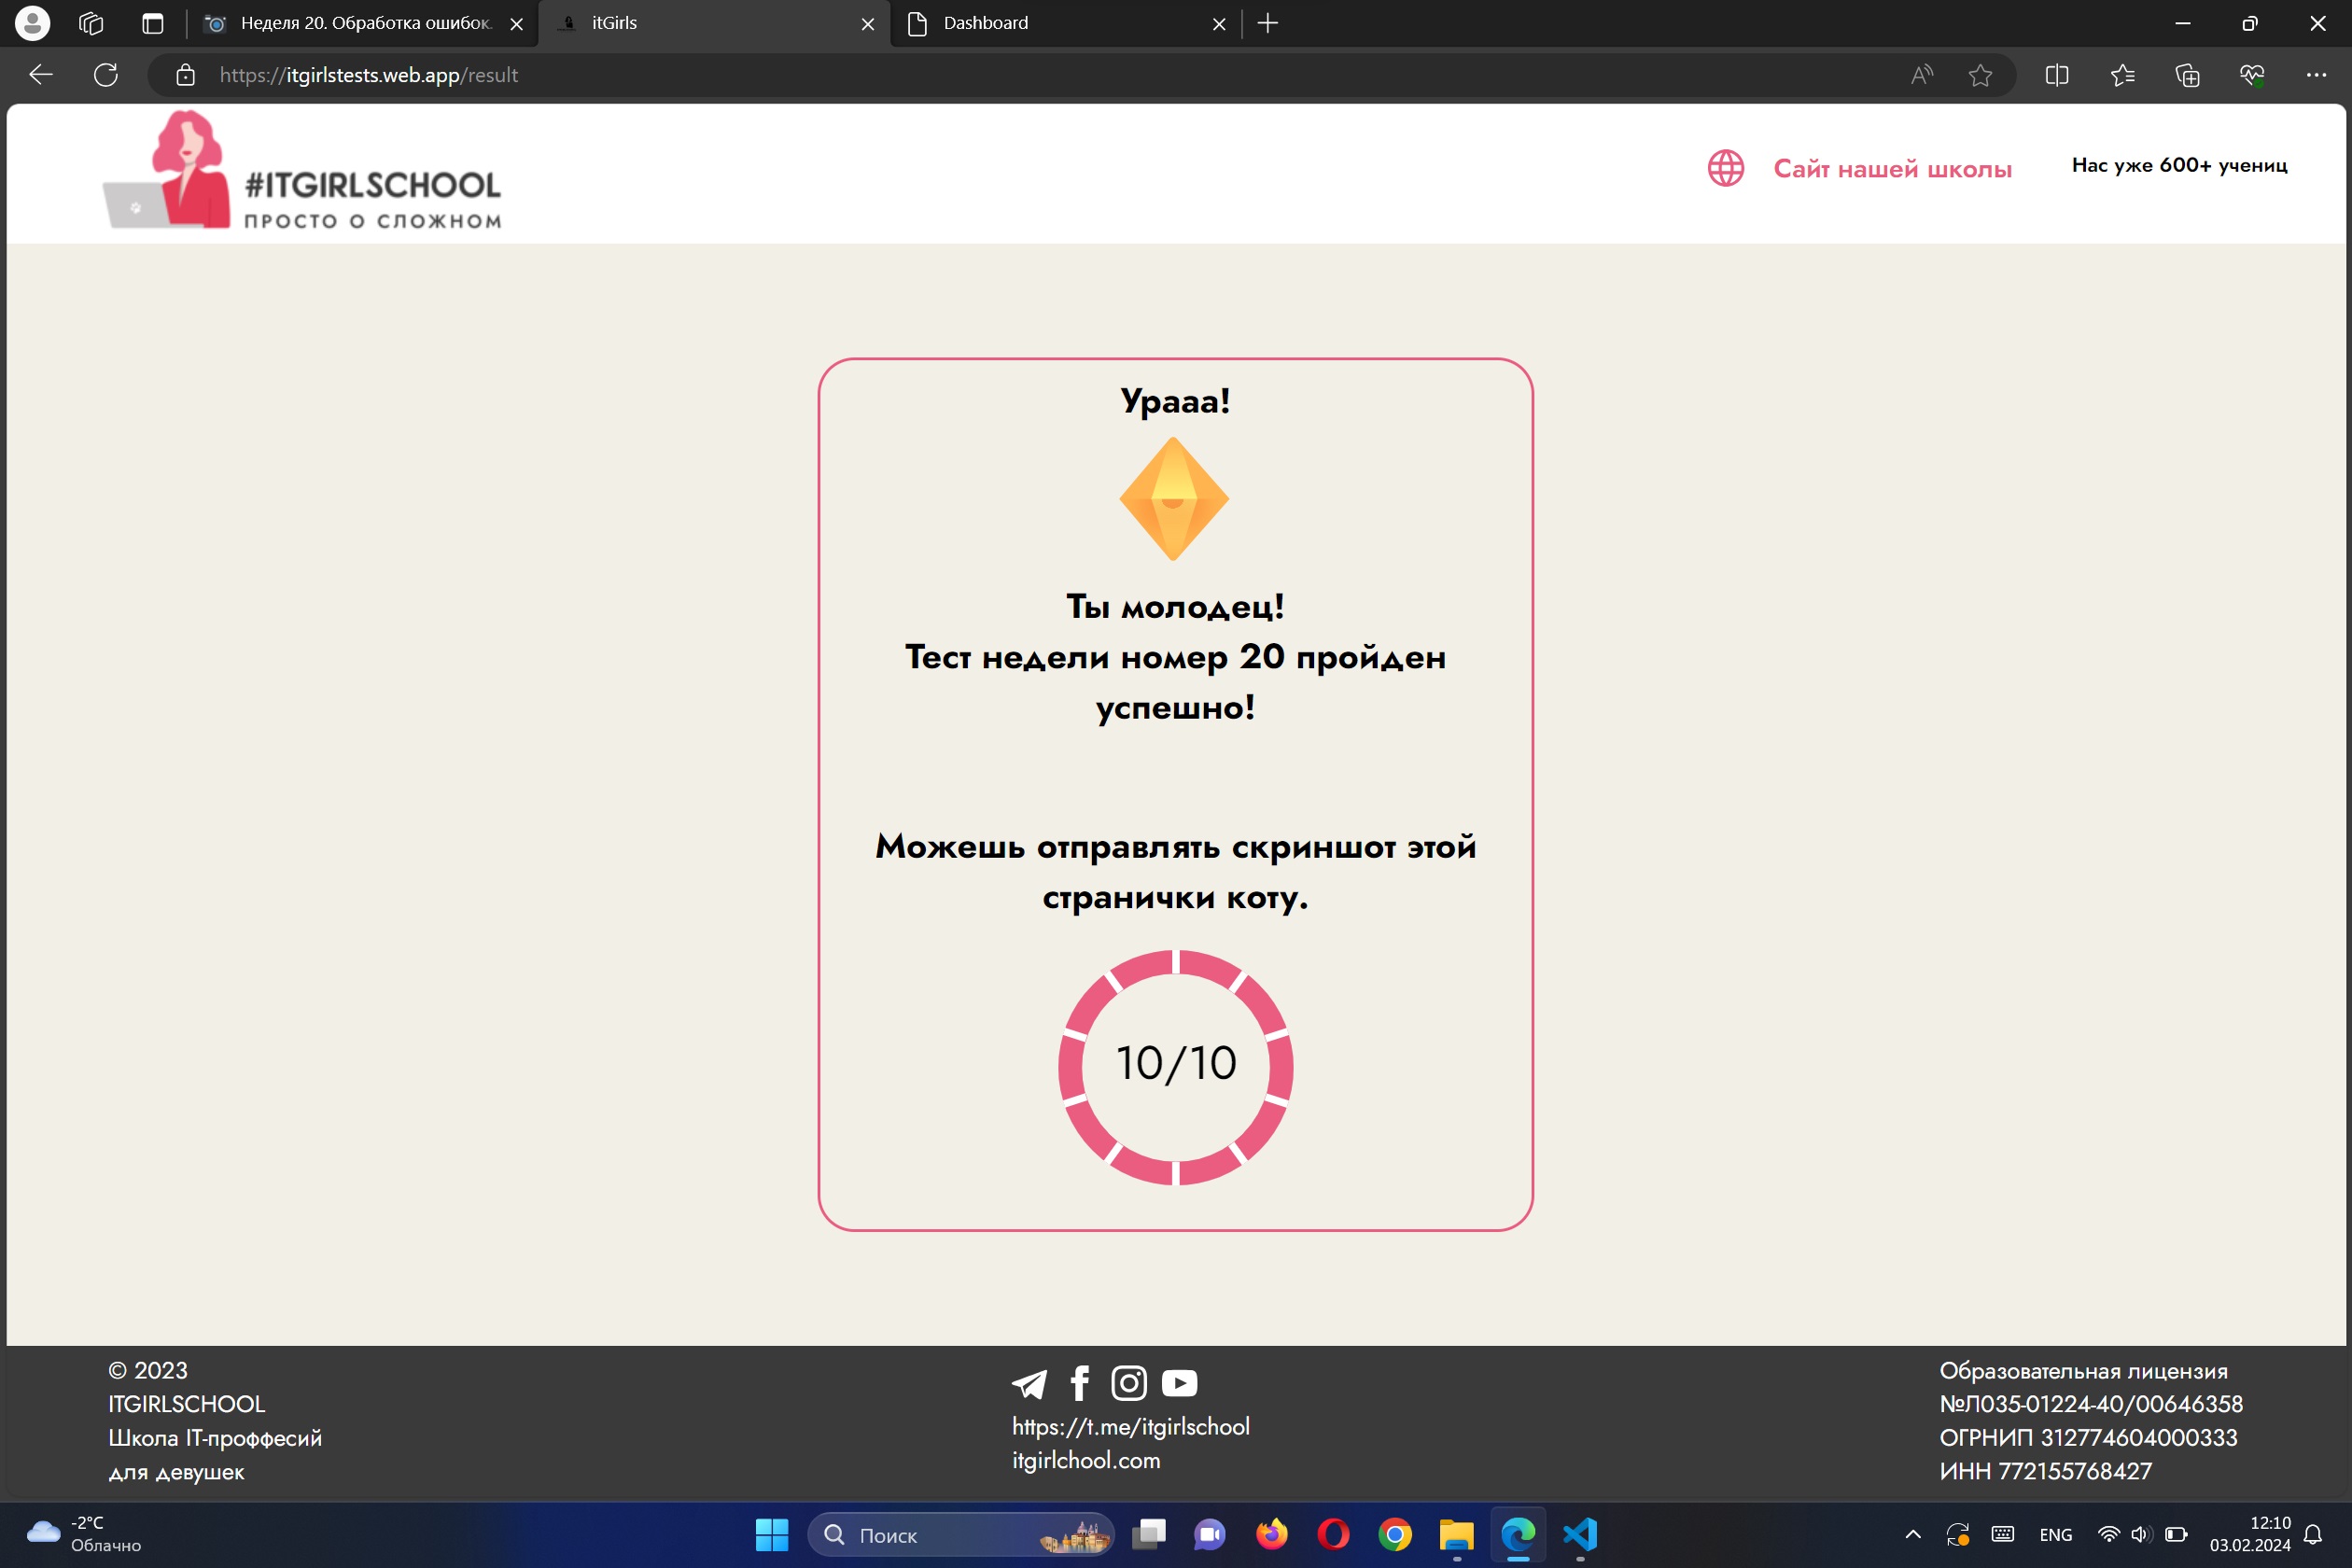 Неделя 20. Обработка ошибок.
itGirls
Dashboard
https://itgirlstests.web.app/result
#ITGIRLSCHOOL
ПРОСТО О СЛОЖНОМ
Сайт нашей школы
Нас уже 600+ учениц
Урааа!
Ты молодец!
Тест недели номер 20 пройден
успешно!
Можешь отправлять скриншот этой
странички коту.
10/10
© 2023
ITGIRLSCHOOL
Школа IT-проффесий
для девушек
https://t.me/itgirlschool
itgirlchool.com
Образовательная лицензия
№Л035-01224-40/00646358
ОГРНИП 312774604000333
ИНН 772155768427
-2°C
Облачно
Поиск
ENG
12:10
03.02.2024